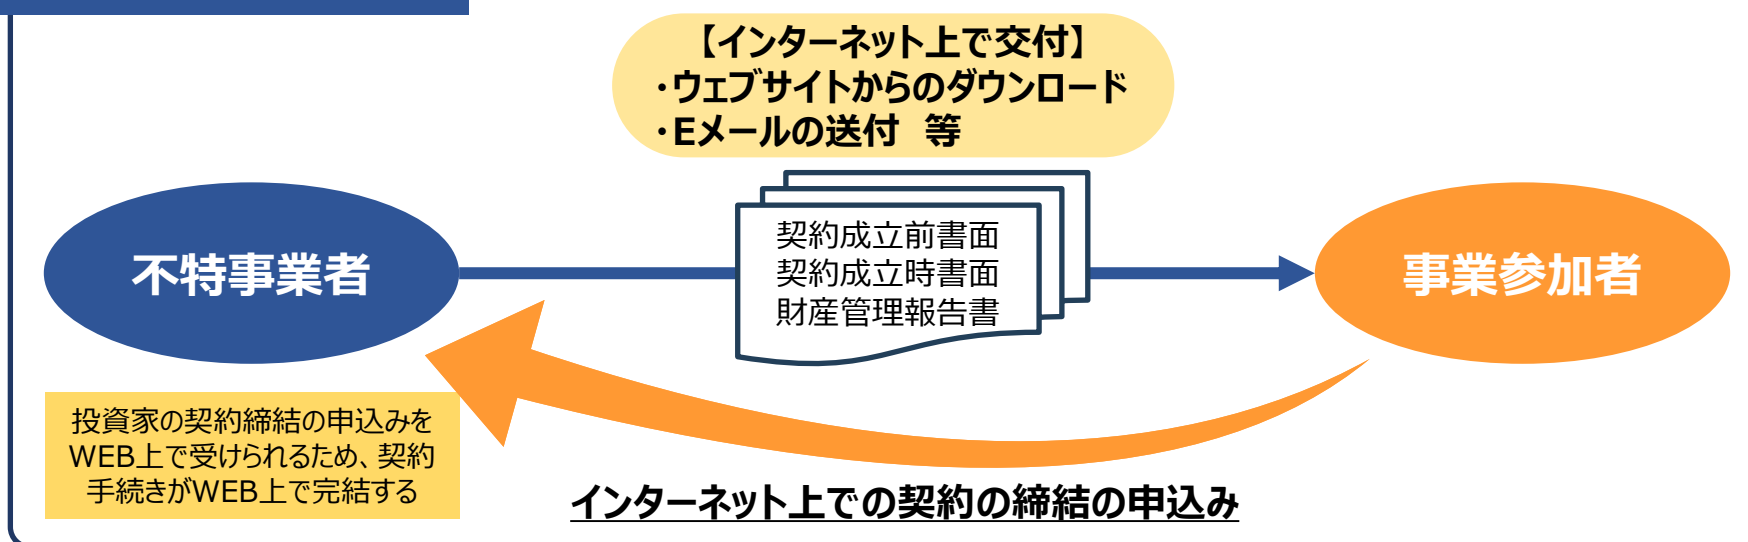 【インターネット上で交付】
・ウェブサイトからのダウンロード
・Eメールの送付　等
不特事業者
契約成立前書面
契約成立時書面
財産管理報告書
事業参加者
投資家の契約締結の申込みを
WEB上で受けられるため、契約
手続きがWEB上で完結する
インターネット上での契約の締結の申込み